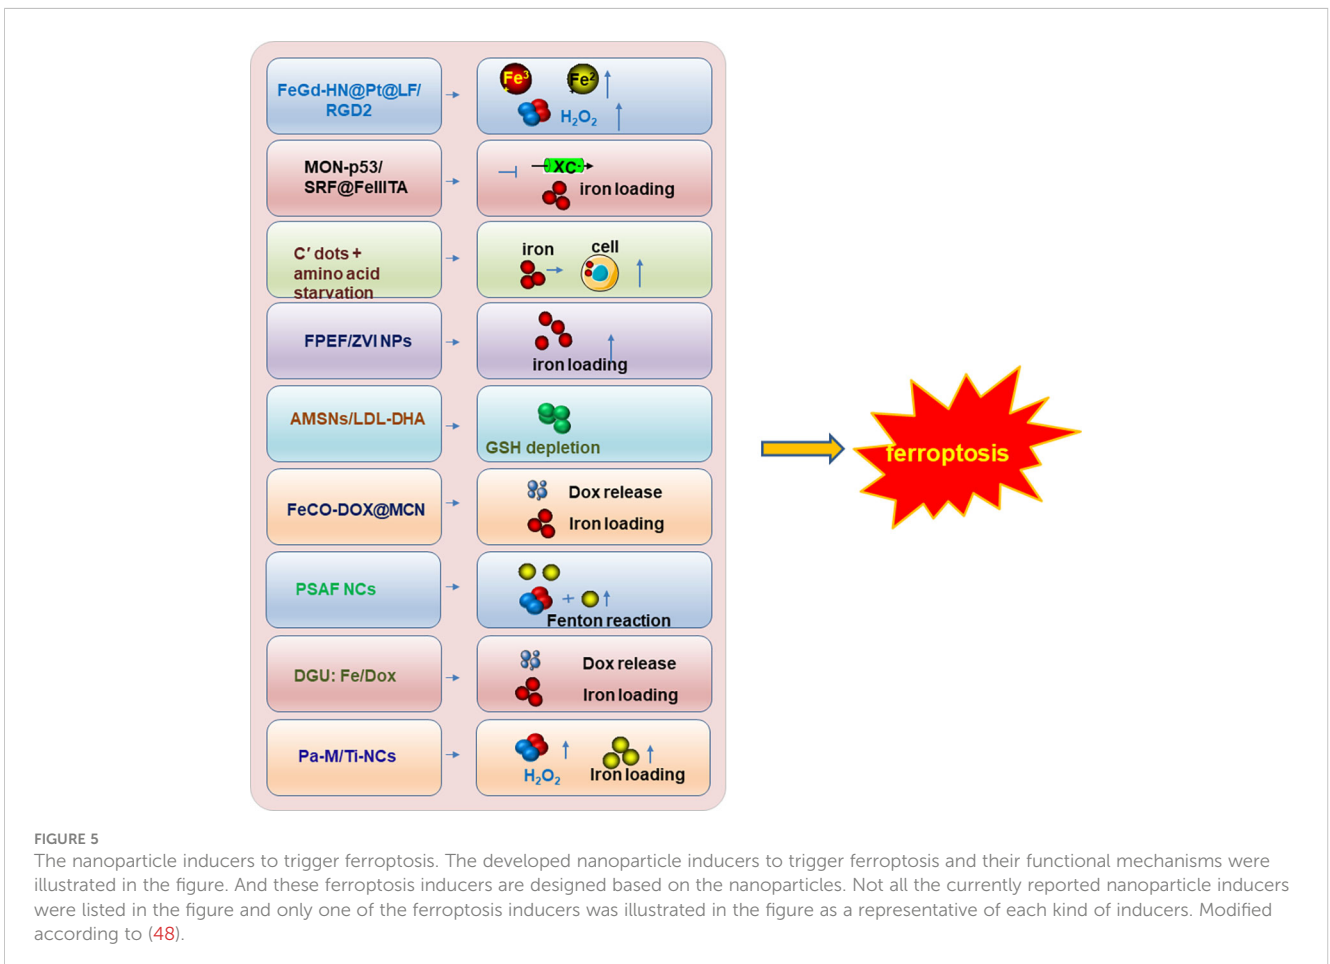 FeGd-HN@Pt@LF/
RGD2
Fe3
+
Fe2
+
H2O2
MON-p53/
SRF@FeIIITA
XC-
iron loading
C′ dots +
amino acid
starvation
iron
cell
FPEF/ZVI NPs
iron loading
AMSNs/LDL-DHA
GSH depletion
FeCO-DOX@MCN
Dox release
Iron loading
PSAF NCs
+
Fenton reaction
DGU: Fe/Dox
Dox release
Iron loading
Pa-M/Ti-NCs
H2O2
Iron loading
ferroptosis
FIGURE 5
The nanoparticle inducers to trigger ferroptosis. The developed nanoparticle inducers to trigger ferroptosis and their functional mechanisms were
illustrated in the figure. And these ferroptosis inducers are designed based on the nanoparticles. Not all the currently reported nanoparticle inducers
were listed in the figure and only one of the ferroptosis inducers was illustrated in the figure as a representative of each kind of inducers. Modified
according to (48).